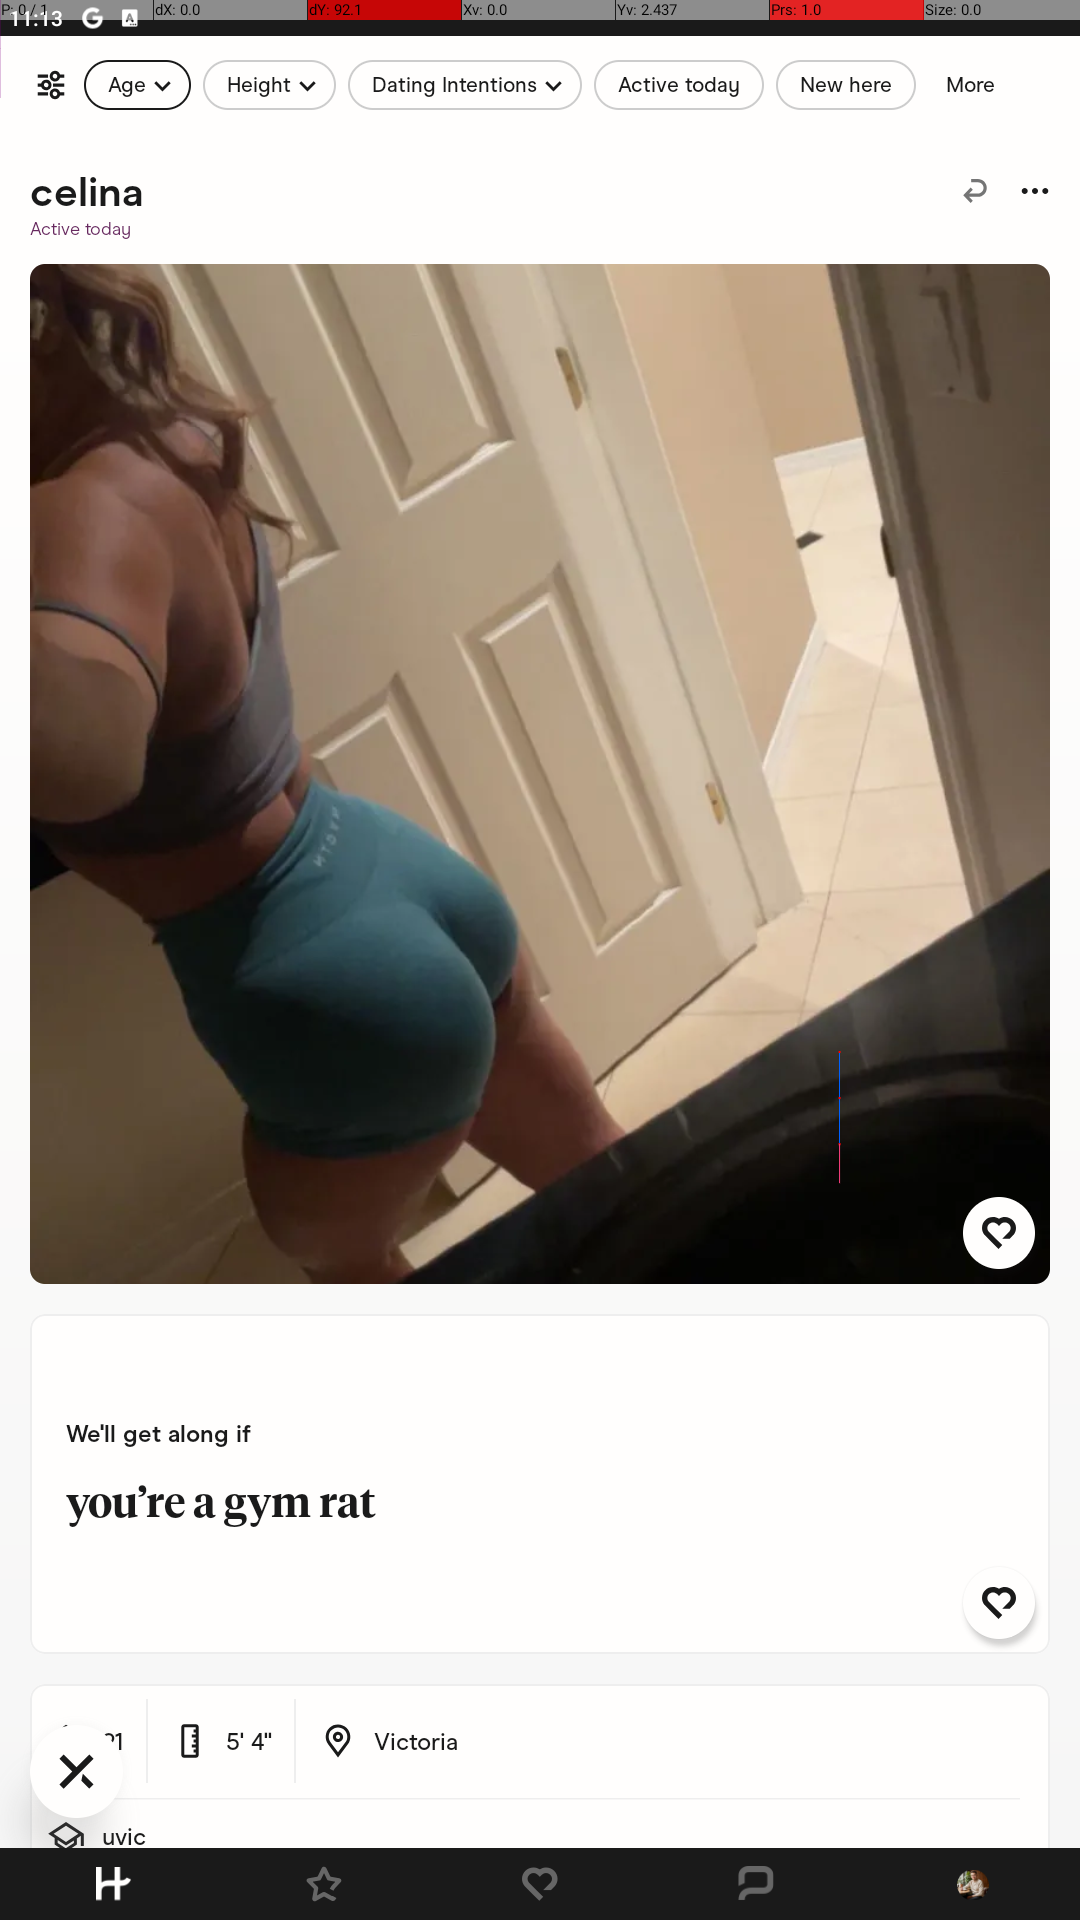 P: 0 / 1 dX: 0.0 dY: 92.1 Xv: 0.0 Yv: 2.437 Prs: 1.0 Size: 0.0
11:13
Age Height Dating Intentions Active today New here More
celina
Active today
We'll get along if
you're a gym rat
5' 4" Victoria
uvic